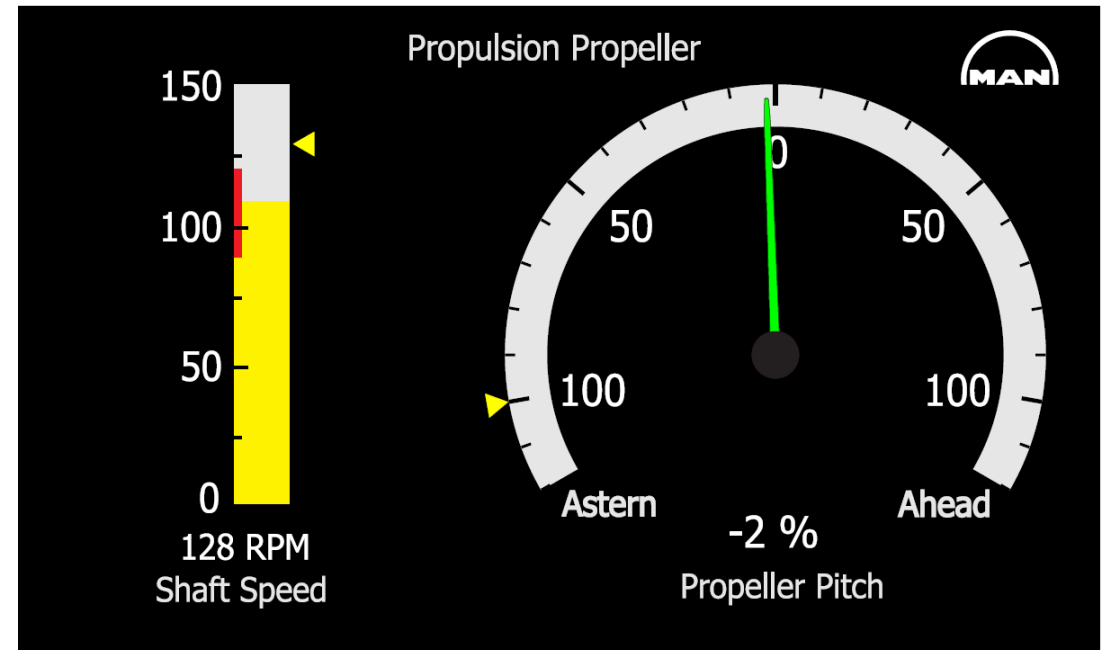 Propulsion Propeller
MAN
150
100
50
0
128 RPM
Shaft Speed
0
50
50
100
100
Astern
Ahead
-2 %
Propeller Pitch